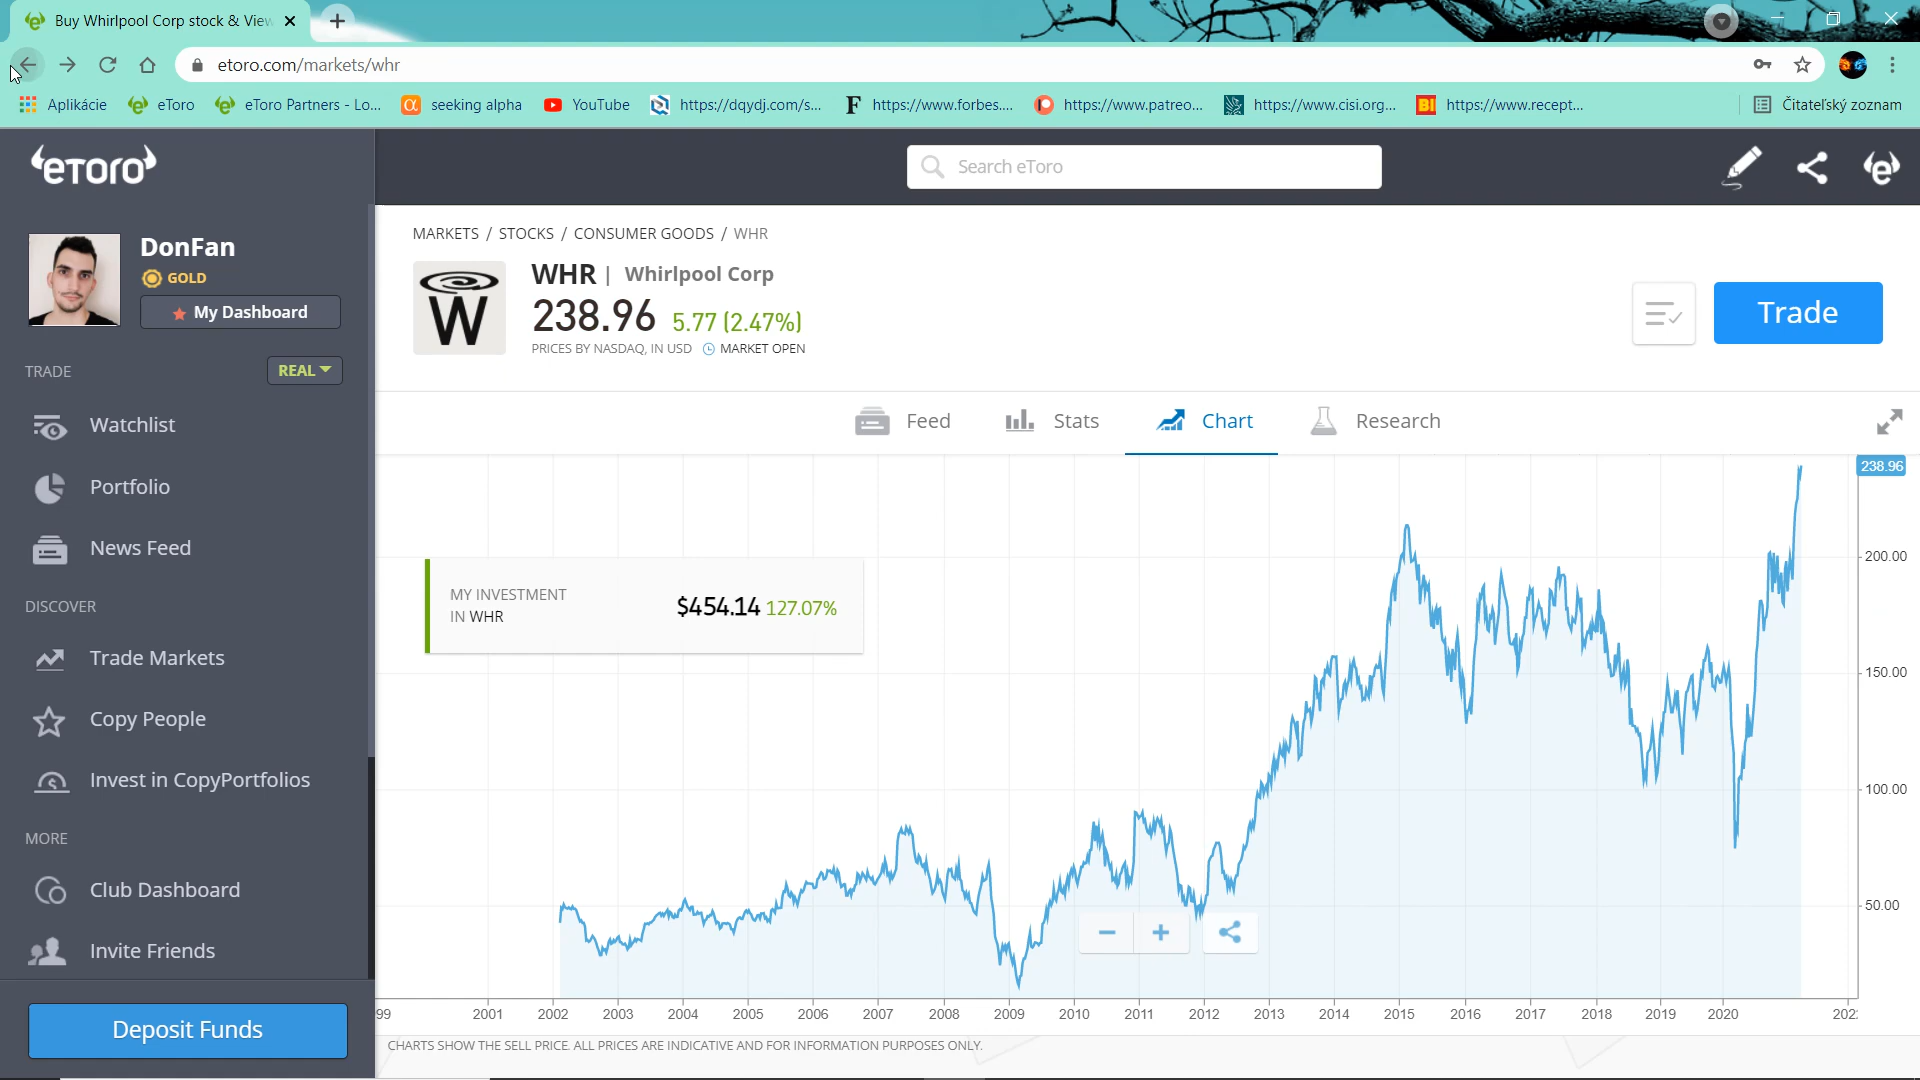 Buy Whirlpool Corp stock & Viev
etoro.com/markets/whr
Aplikácie
eToro
eToro Partners - Lo...
seeking alpha
YouTube
https://dqydj.com/s...
https://www.forbes....
https://www.patreo...
https://www.cisi.org...
https://www.recept...
Čitateľský zoznam
eTORO
Search eToro
DonFan
GOLD
My Dashboard
TRADE
REAL
Watchlist
Portfolio
News Feed
DISCOVER
Trade Markets
Copy People
Invest in CopyPortfolios
MORE
Club Dashboard
Invite Friends
Deposit Funds
MARKETS / STOCKS / CONSUMER GOODS / WHR
W
WHR | Whirlpool Corp
238.96 5.77 (2.47%)
PRICES BY NASDAQ, IN USD MARKET OPEN
Trade
Feed
Stats
Chart
Research
238.96
200.00
150.00
100.00
50.00
MY INVESTMENT
IN WHR
$454.14 127.07%
99 2001 2002 2003 2004 2005 2006 2007 2008 2009 2010 2011 2012 2013 2014 2015 2016 2017 2018 2019 2020 202
CHARTS SHOW THE SELL PRICE. ALL PRICES ARE INDICATIVE AND FOR INFORMATION PURPOSES ONLY.